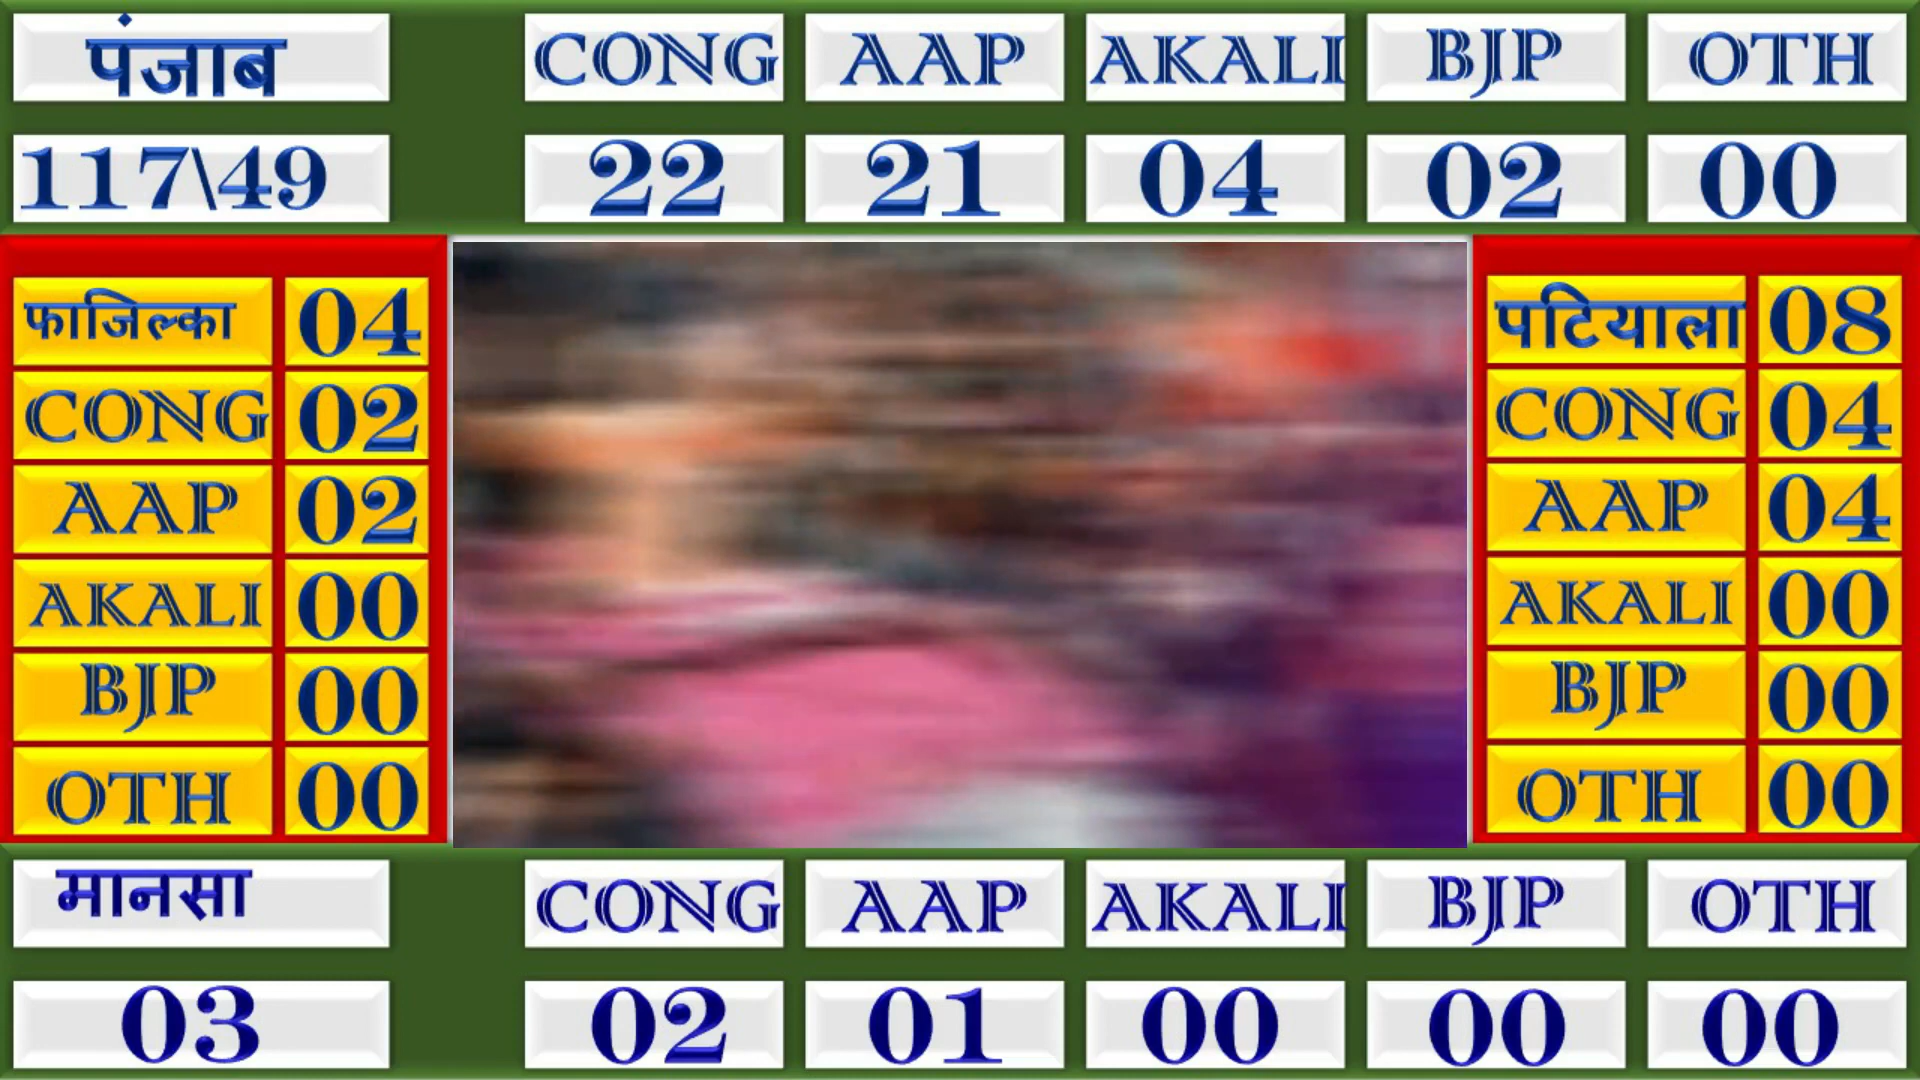 पंजाब CONG AAP AKALI BJP OTH
117\49 22 21 04 02 00
फाजिल्का 04
CONG 02
AAP 02
AKALI 00
BJP 00
OTH 00
पटियाला 08
CONG 04
AAP 04
AKALI 00
BJP 00
OTH 00
मानसा CONG AAP AKALI BJP OTH
03 02 01 00 00 00